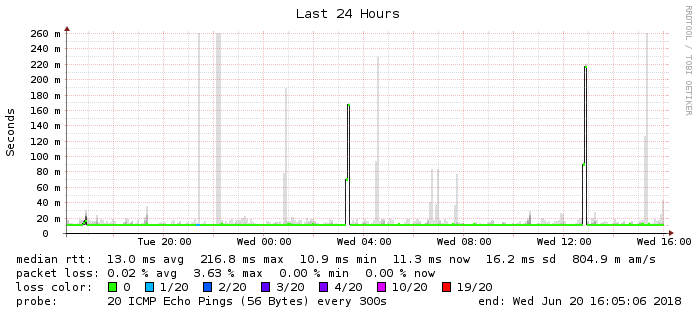 Last 24 Hours
RRDTOOL / TOBI OETIKER
Seconds
260 m
240 m
220 m
200 m
180 m
160 m
140 m
120 m
100 m
80 m
60 m
40 m
20 m
0
Tue 20:00 Wed 00:00 Wed 04:00 Wed 08:00 Wed 12:00 Wed 16:00
median rtt: 13.0 ms avg 216.8 ms max 10.9 ms min 11.3 ms now 16.2 ms sd 804.9 m am/s
packet loss: 0.02 % avg 3.63 % max 0.00 % min 0.00 % now
loss color: 0 1/20 2/20 3/20 4/20 10/20 19/20
probe: 20 ICMP Echo Pings (56 Bytes) every 300s end: Wed Jun 20 16:05:06 2018